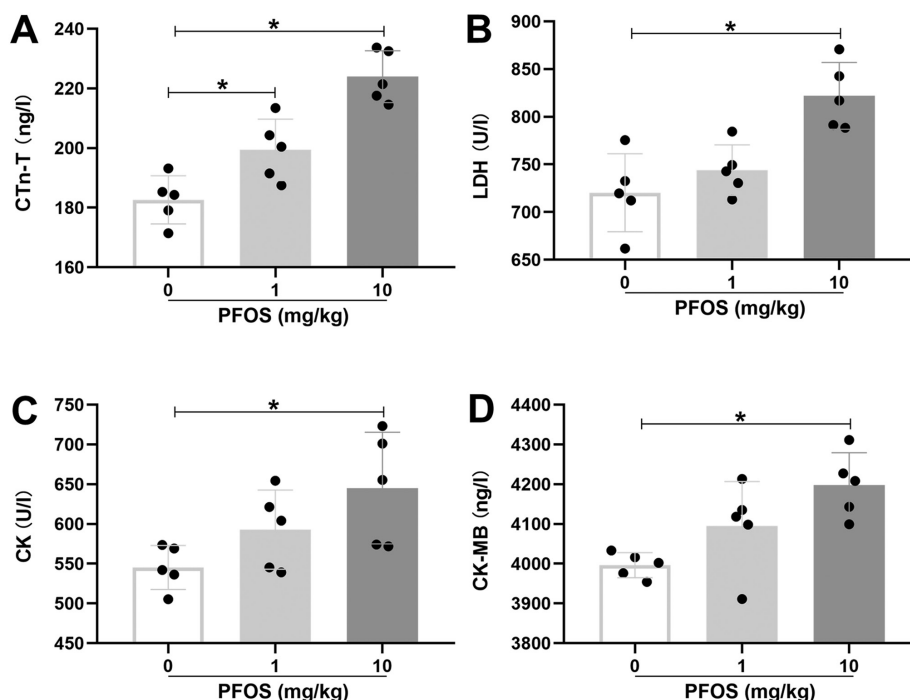 A
CTn-T (ng/l)
240
220
200
180
160
*
*
0 1 10
PFOS (mg/kg)
B
LDH (U/l)
900
850
800
750
700
650
*
0 1 10
PFOS (mg/kg)
C
CK (U/l)
750
700
650
600
550
500
450
*
0 1 10
PFOS (mg/kg)
D
CK-MB (ng/l)
4400
4300
4200
4100
4000
3900
3800
*
0 1 10
PFOS (mg/kg)